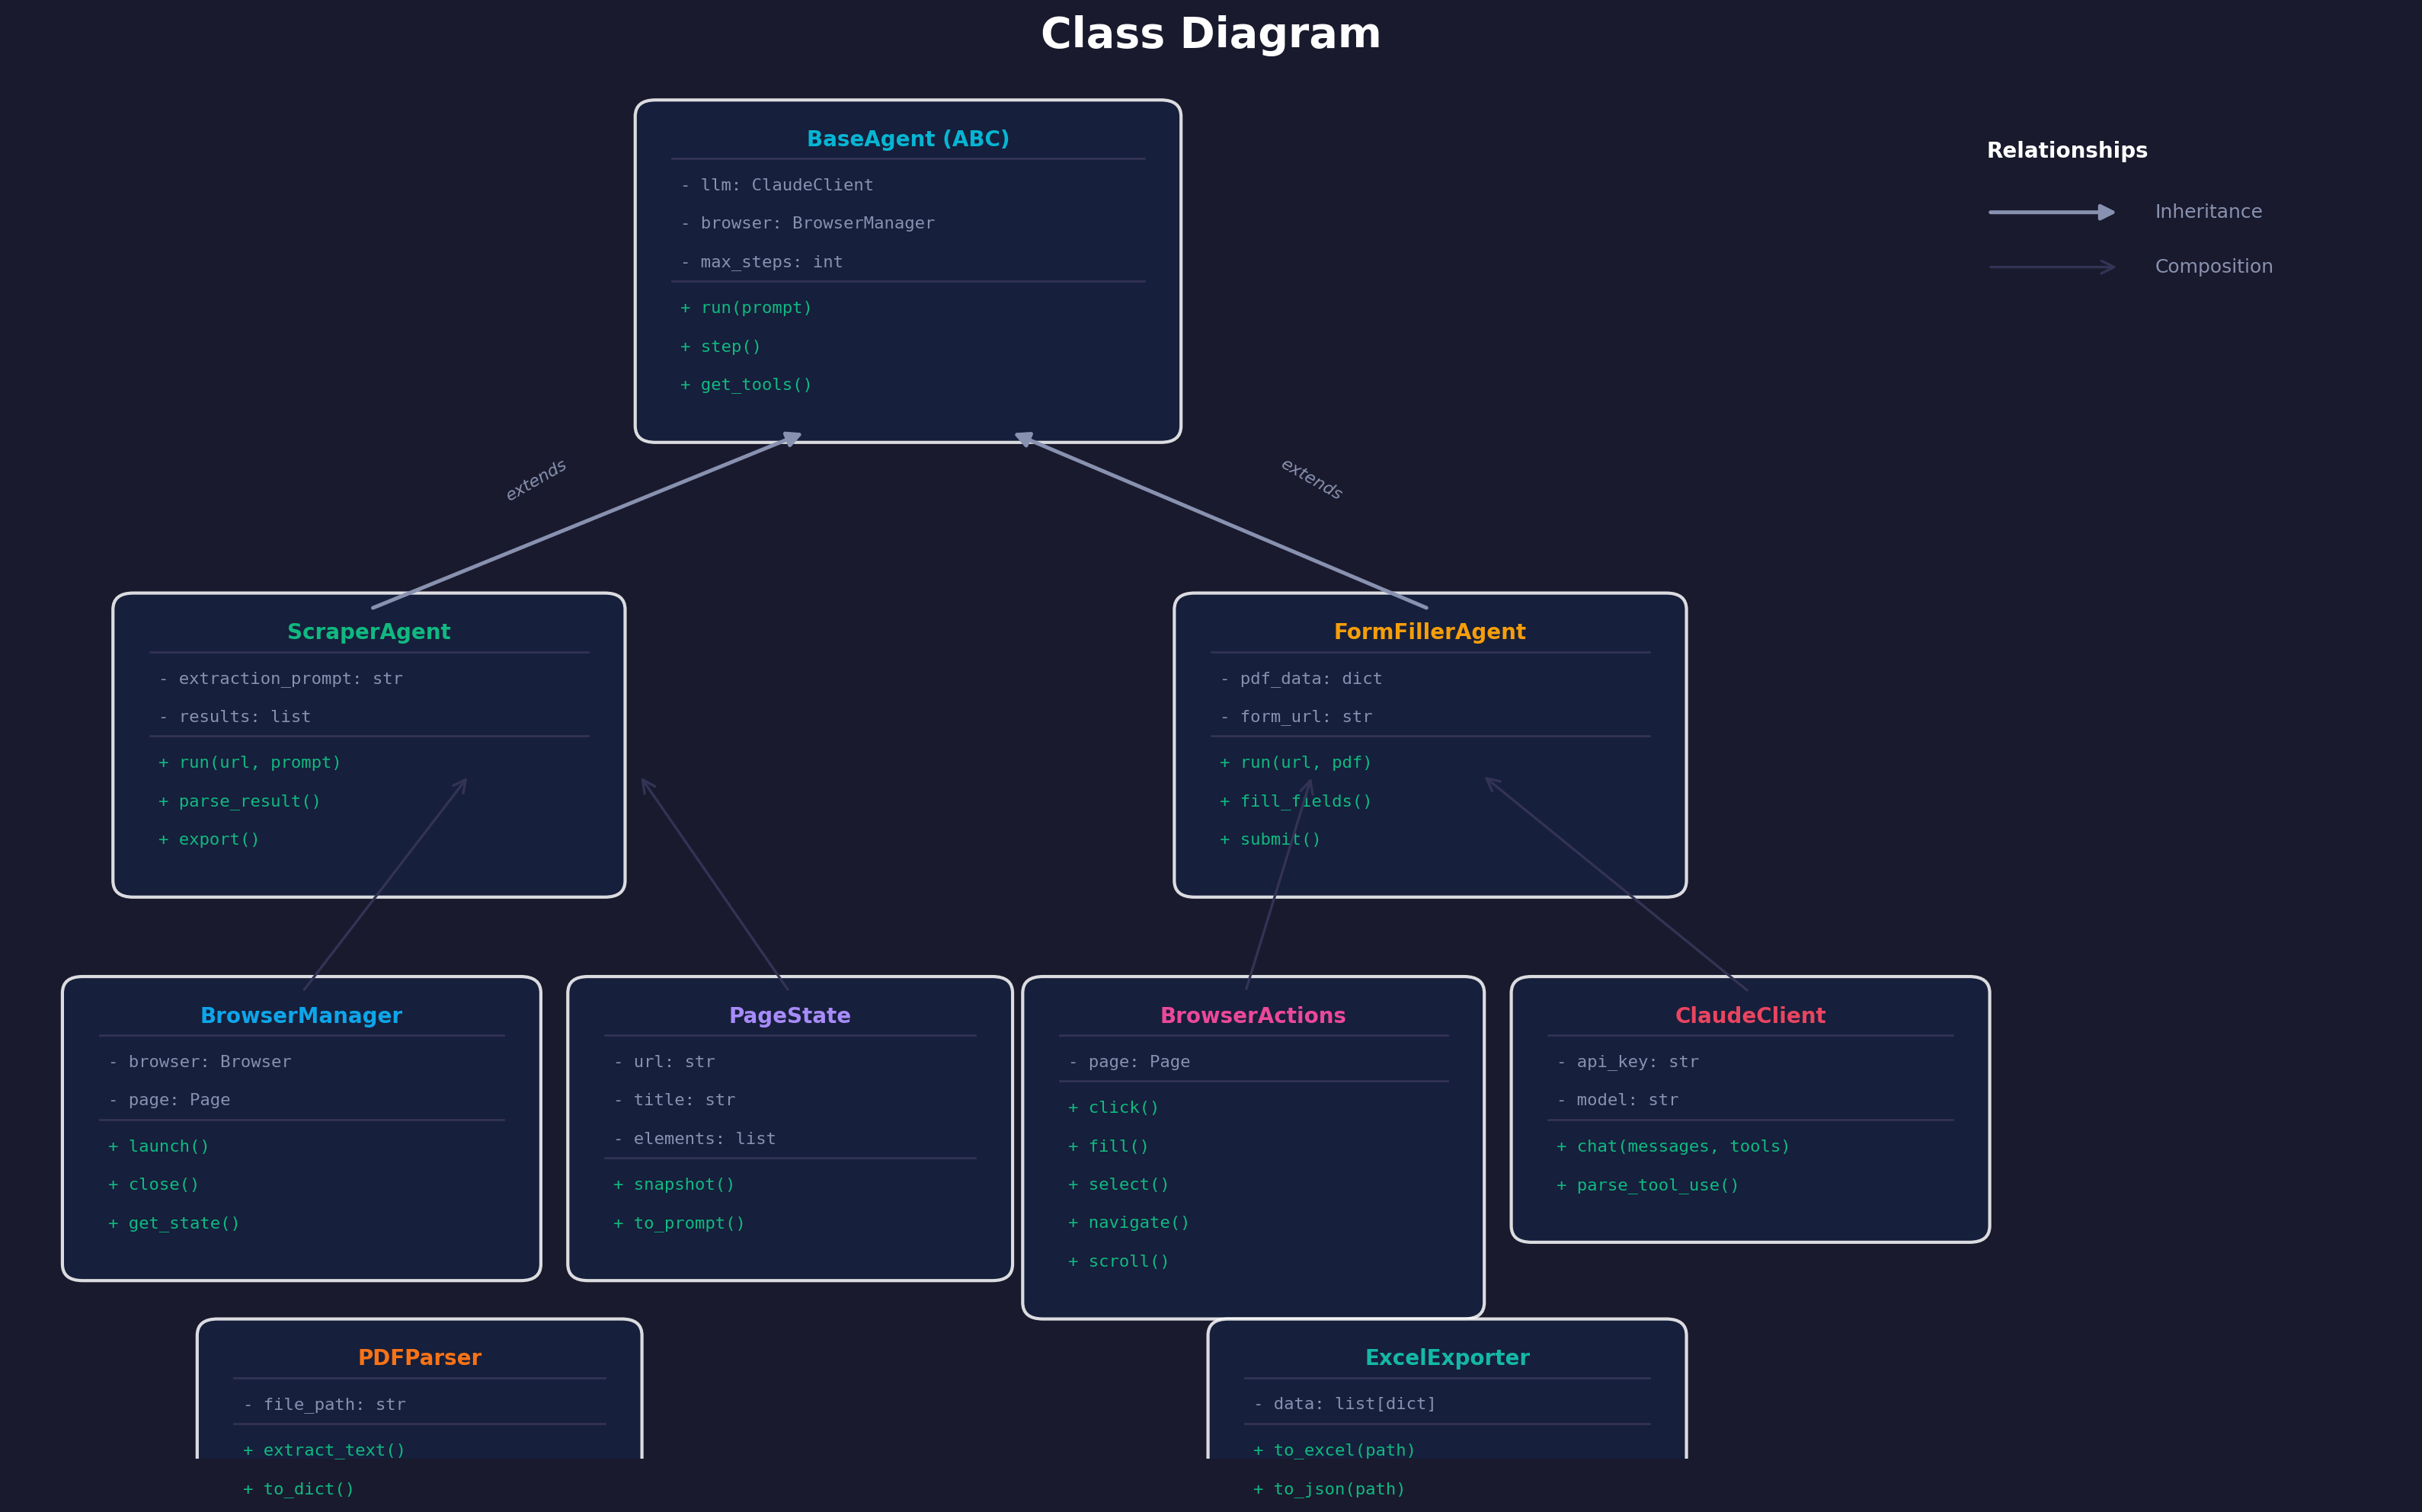 Class Diagram
BaseAgent (ABC)
- llm: ClaudeClient
- browser: BrowserManager
- max_steps: int
+ run(prompt)
+ step()
+ get_tools()
Relationships
Inheritance
Composition
extends
extends
ScraperAgent
- extraction_prompt: str
- results: list
+ run(url, prompt)
+ parse_result()
+ export()
FormFillerAgent
- pdf_data: dict
- form_url: str
+ run(url, pdf)
+ fill_fields()
+ submit()
BrowserManager
- browser: Browser
- page: Page
+ launch()
+ close()
+ get_state()
PageState
- url: str
- title: str
- elements: list
+ snapshot()
+ to_prompt()
BrowserActions
- page: Page
+ click()
+ fill()
+ select()
+ navigate()
+ scroll()
ClaudeClient
- api_key: str
- model: str
+ chat(messages, tools)
+ parse_tool_use()
PDFParser
- file_path: str
+ extract_text()
+ to_dict()
ExcelExporter
- data: list[dict]
+ to_excel(path)
+ to_json(path)